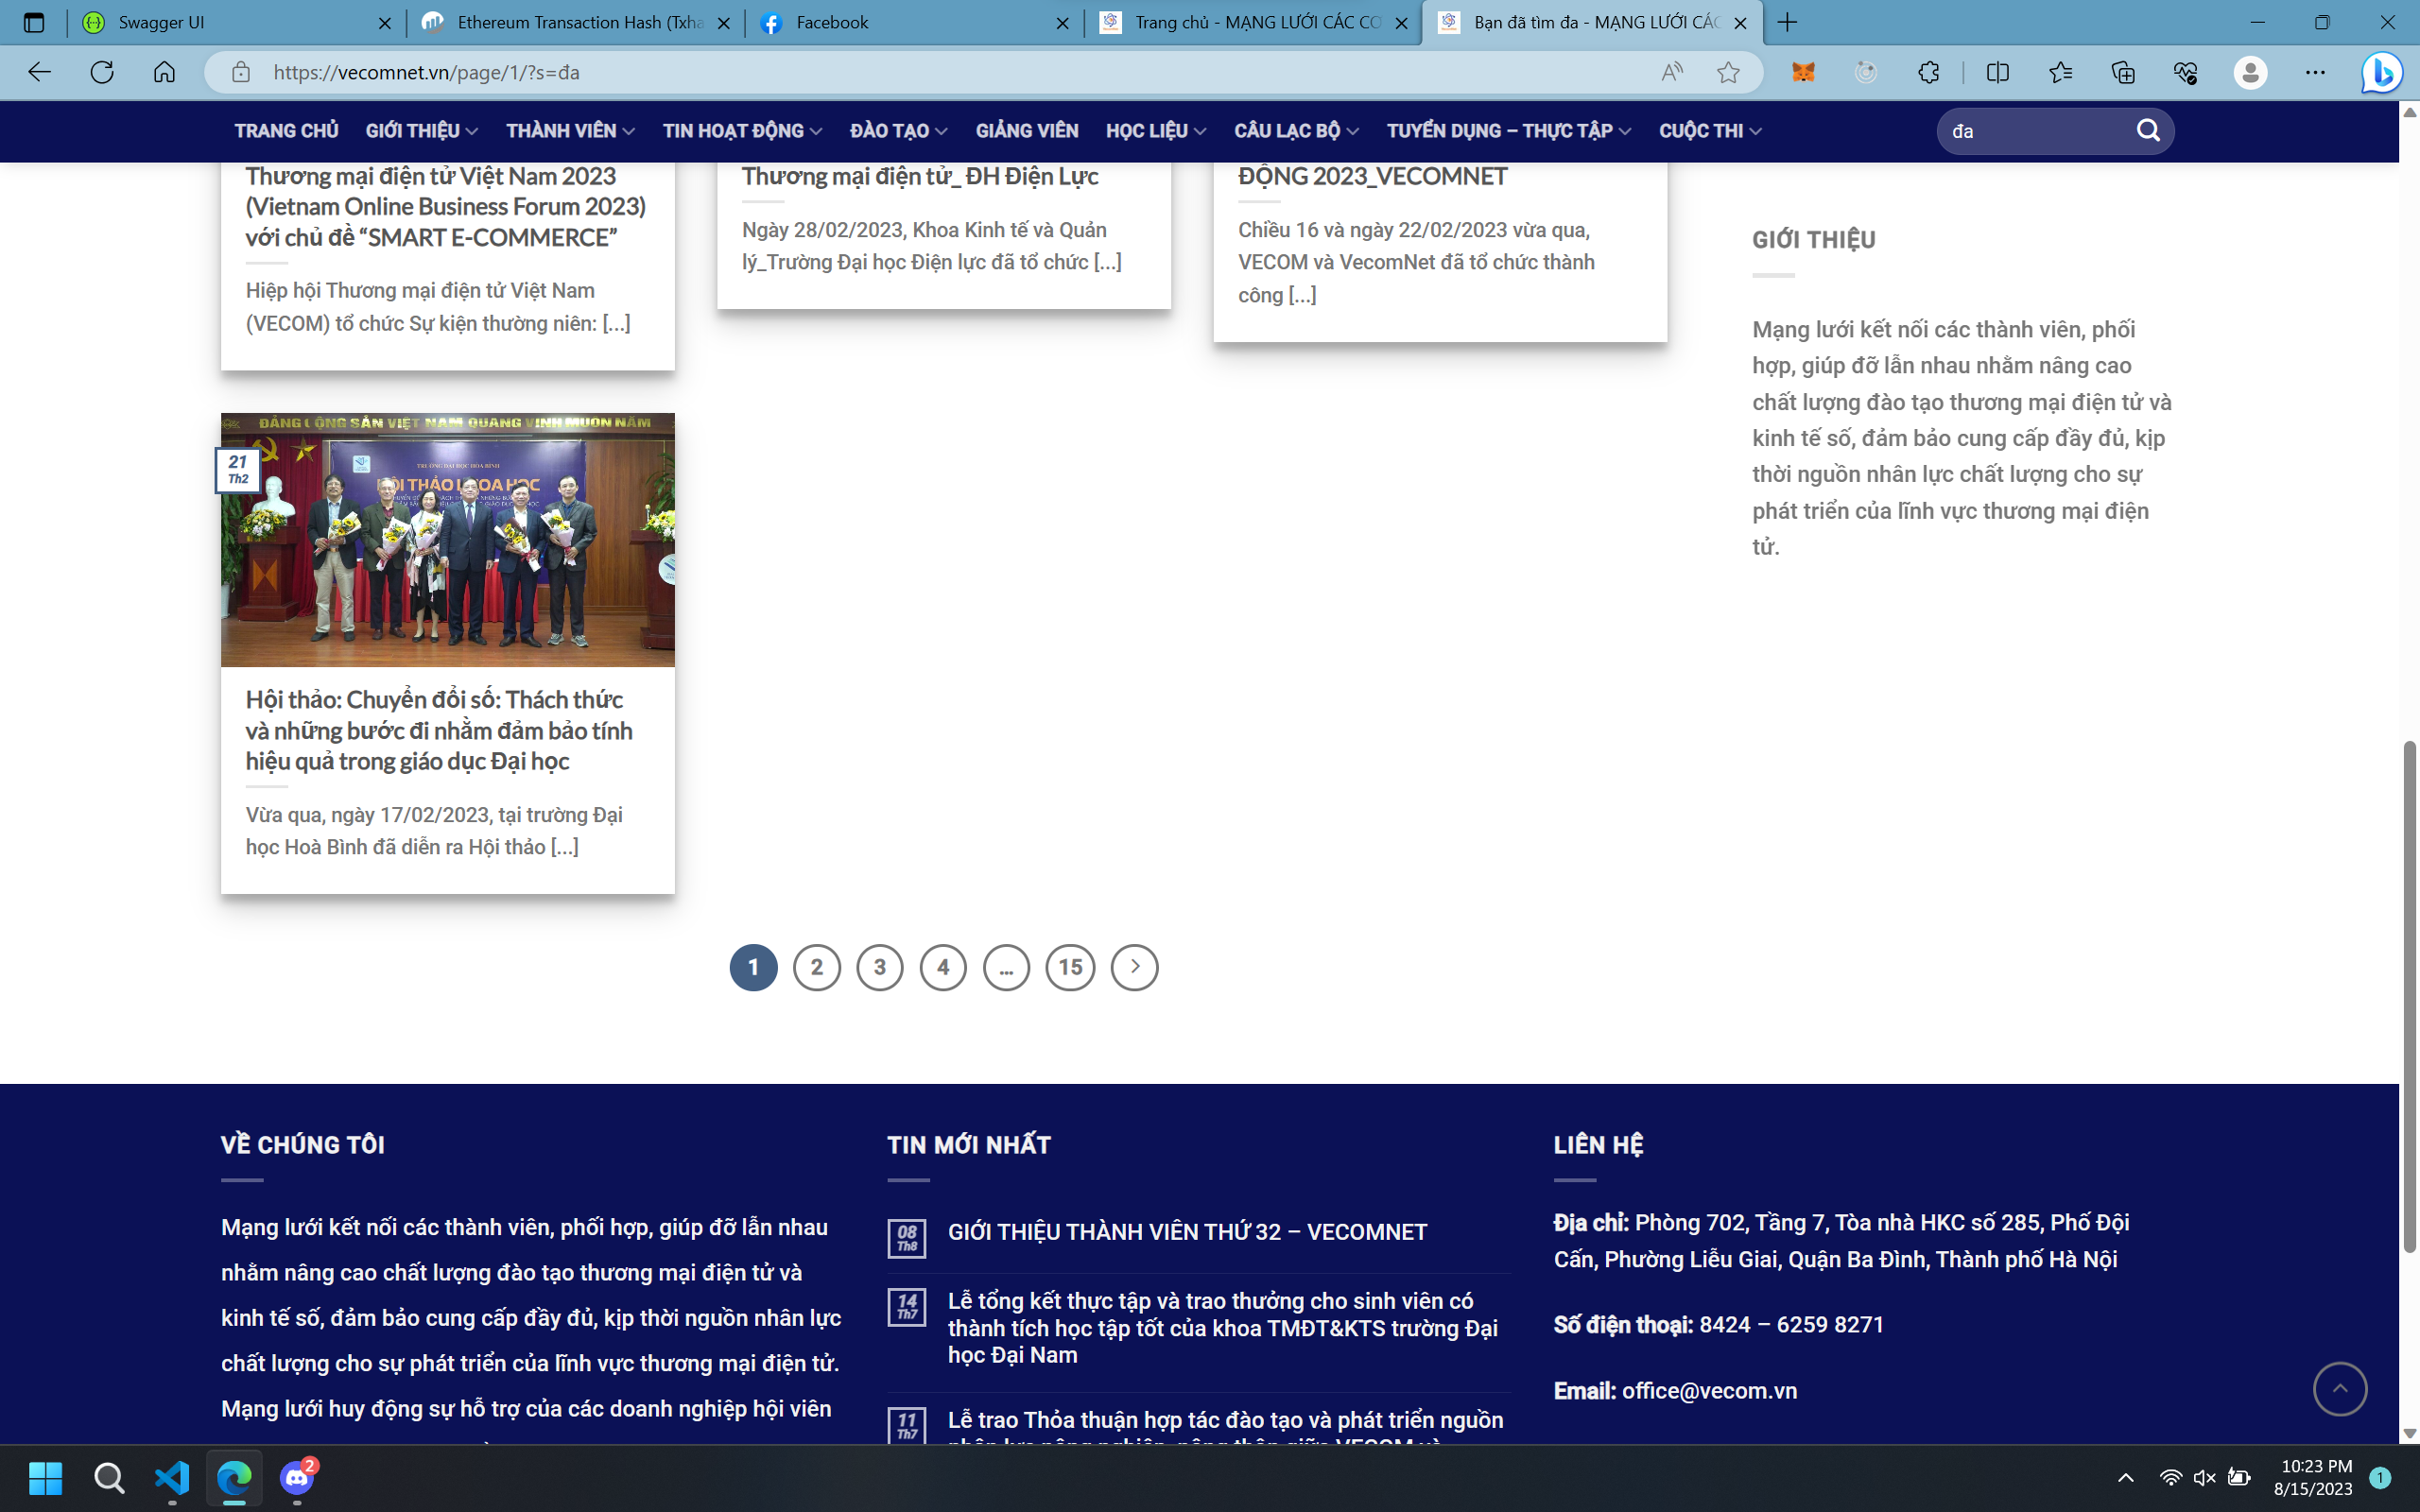 Swagger UI
Ethereum Transaction Hash (Txha
Facebook
Trang chủ - MẠNG LƯỚI CÁC CƠ
Bạn đã tìm đa - MẠNG LƯỚI CÁC
https://vecomnet.vn/page/1/?s=đa
TRANG CHỦ GIỚI THIỆU THÀNH VIÊN TIN HOẠT ĐỘNG ĐÀO TẠO GIẢNG VIÊN HỌC LIỆU CÂU LẠC BỘ TUYỂN DỤNG – THỰC TẬP CUỘC THI
đa
Thương mại điện tử Việt Nam 2023
(Vietnam Online Business Forum 2023)
với chủ đề “SMART E-COMMERCE”
Hiệp hội Thương mại điện tử Việt Nam
(VECOM) tổ chức Sự kiện thường niên: [...]
Thương mại điện tử_ ĐH Điện Lực
Ngày 28/02/2023, Khoa Kinh tế và Quản
lý_Trường Đại học Điện lực đã tổ chức [...]
ĐỘNG 2023_VECOMNET
Chiều 16 và ngày 22/02/2023 vừa qua,
VECOM và VecomNet đã tổ chức thành
công [...]
GIỚI THIỆU
Mạng lưới kết nối các thành viên, phối
hợp, giúp đỡ lẫn nhau nhằm nâng cao
chất lượng đào tạo thương mại điện tử và
kinh tế số, đảm bảo cung cấp đầy đủ, kịp
thời nguồn nhân lực chất lượng cho sự
phát triển của lĩnh vực thương mại điện
tử.
21
Th2
TRƯỜNG ĐẠI HỌC HOÀ BÌNH
Hội thảo: Chuyển đổi số: Thách thức
và những bước đi nhằm đảm bảo tính
hiệu quả trong giáo dục Đại học
Vừa qua, ngày 17/02/2023, tại trường Đại
học Hoà Bình đã diễn ra Hội thảo [...]
1 2 3 4 ... 15
VỀ CHÚNG TÔI
Mạng lưới kết nối các thành viên, phối hợp, giúp đỡ lẫn nhau
nhằm nâng cao chất lượng đào tạo thương mại điện tử và
kinh tế số, đảm bảo cung cấp đầy đủ, kịp thời nguồn nhân lực
chất lượng cho sự phát triển của lĩnh vực thương mại điện tử.
Mạng lưới huy động sự hỗ trợ của các doanh nghiệp hội viên
TIN MỚI NHẤT
08
Th8
GIỚI THIỆU THÀNH VIÊN THỨ 32 – VECOMNET
14
Th7
Lễ tổng kết thực tập và trao thưởng cho sinh viên có
thành tích học tập tốt của khoa TMĐT&KTS trường Đại
học Đại Nam
11
Th7
Lễ trao Thỏa thuận hợp tác đào tạo và phát triển nguồn
LIÊN HỆ
Địa chỉ: Phòng 702, Tầng 7, Tòa nhà HKC số 285, Phố Đội
Cấn, Phường Liễu Giai, Quận Ba Đình, Thành phố Hà Nội
Số điện thoại: 8424 – 6259 8271
Email: office@vecom.vn
2
10:23 PM
8/15/2023
1